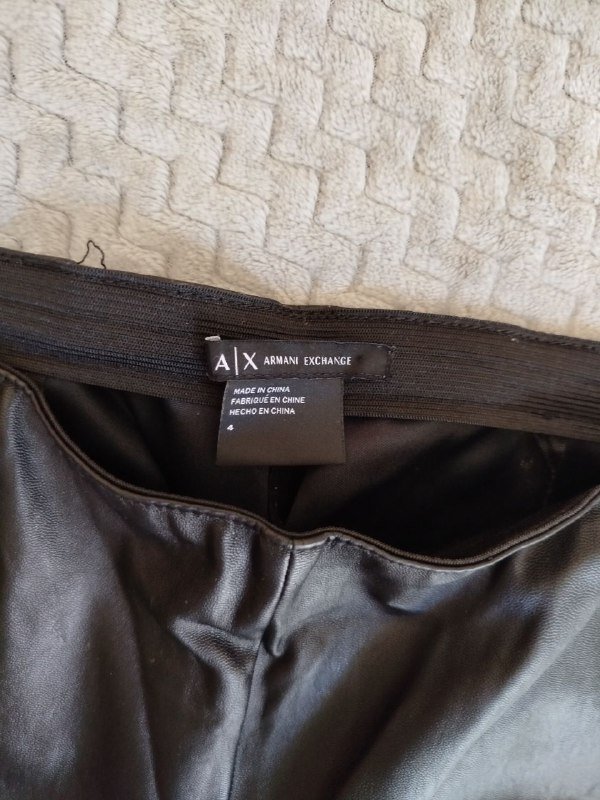 A|X ARMANI EXCHANGE
MADE IN CHINA
FABRIQUÉ EN CHINE
HECHO EN CHINA
4